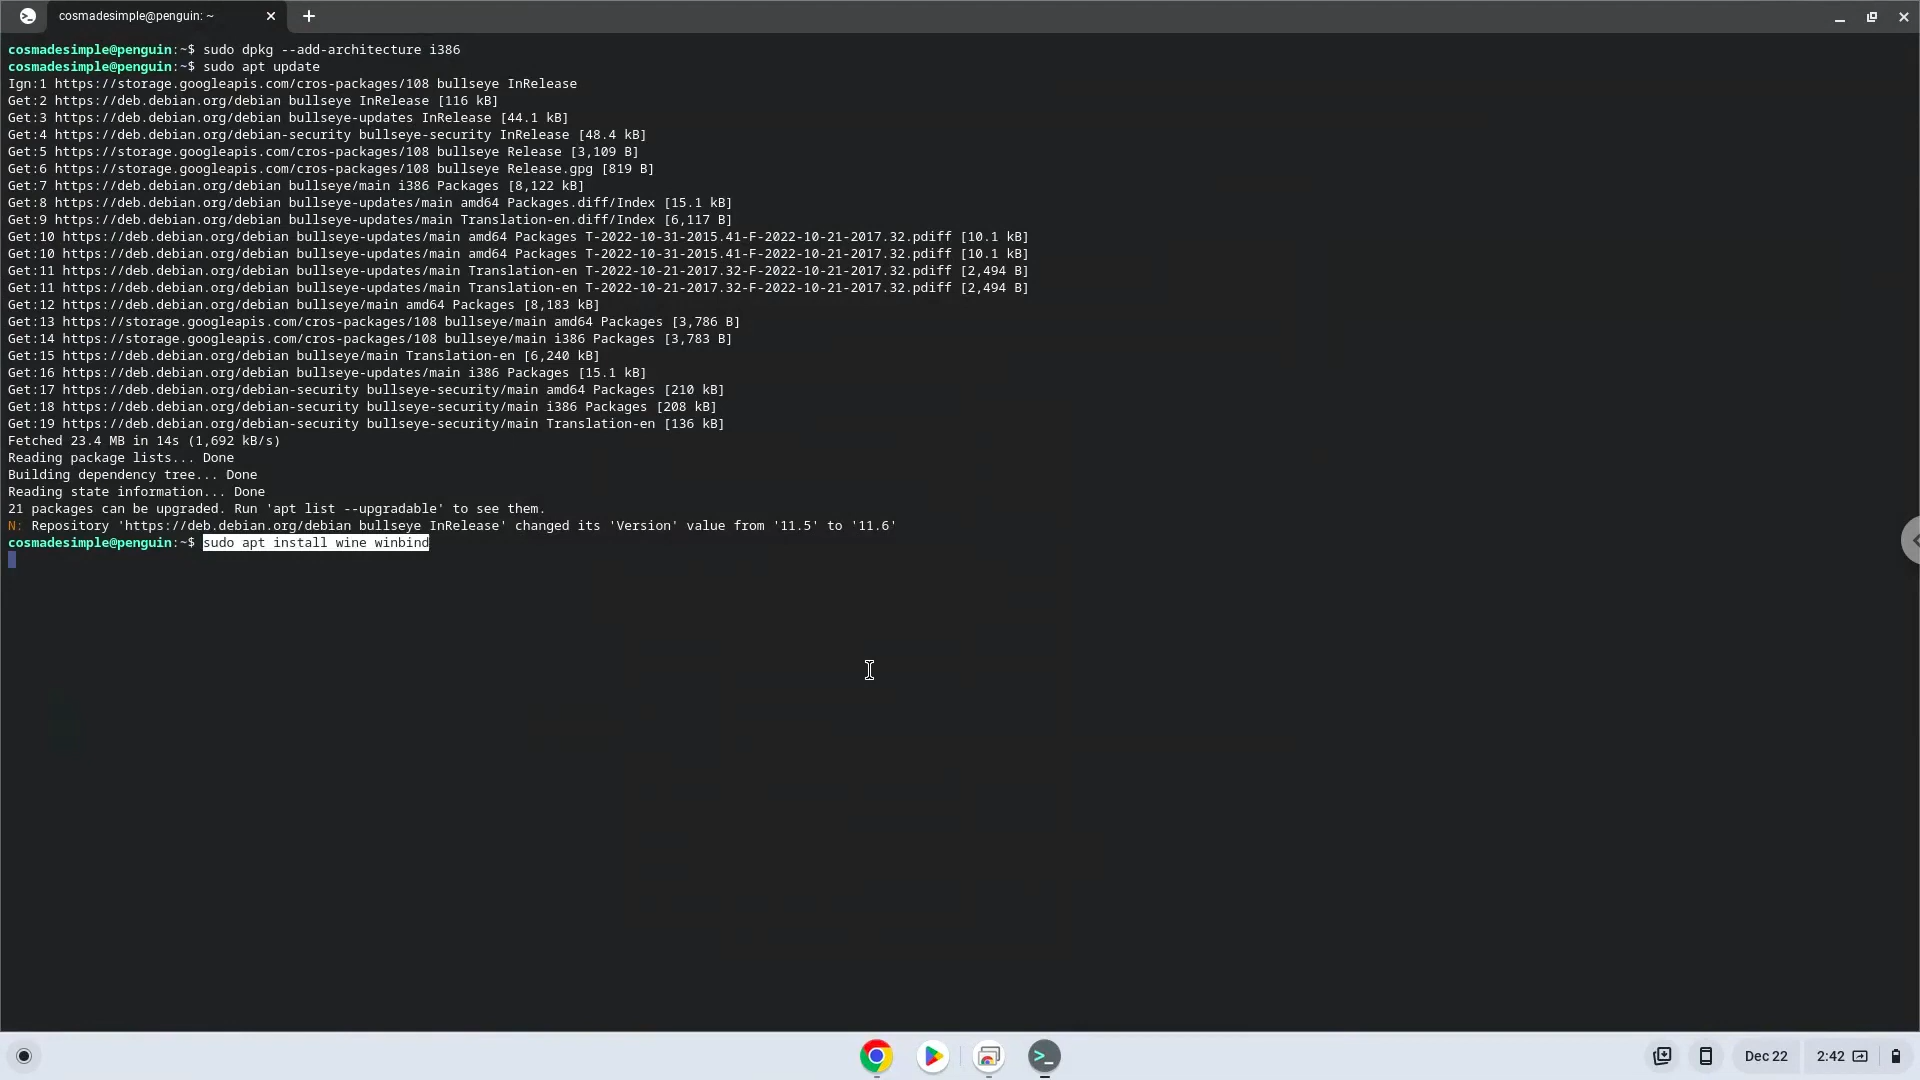 cosmadesimple@penguin: ~
cosmadesimple@penguin:~$ sudo dpkg --add-architecture i386
cosmadesimple@penguin:~$ sudo apt update
Ign:1 https://storage.googleapis.com/cros-packages/108 bullseye InRelease
Get:2 https://deb.debian.org/debian bullseye InRelease [116 kB]
Get:3 https://deb.debian.org/debian bullseye-updates InRelease [44.1 kB]
Get:4 https://deb.debian.org/debian-security bullseye-security InRelease [48.4 kB]
Get:5 https://storage.googleapis.com/cros-packages/108 bullseye Release [3,109 B]
Get:6 https://storage.googleapis.com/cros-packages/108 bullseye Release.gpg [819 B]
Get:7 https://deb.debian.org/debian bullseye/main i386 Packages [8,122 kB]
Get:8 https://deb.debian.org/debian bullseye-updates/main amd64 Packages.diff/Index [15.1 kB]
Get:9 https://deb.debian.org/debian bullseye-updates/main Translation-en.diff/Index [6,117 B]
Get:10 https://deb.debian.org/debian bullseye-updates/main amd64 Packages T-2022-10-31-2015.41-F-2022-10-21-2017.32.pdiff [10.1 kB]
Get:10 https://deb.debian.org/debian bullseye-updates/main amd64 Packages T-2022-10-31-2015.41-F-2022-10-21-2017.32.pdiff [10.1 kB]
Get:11 https://deb.debian.org/debian bullseye-updates/main Translation-en T-2022-10-21-2017.32-F-2022-10-21-2017.32.pdiff [2,494 B]
Get:11 https://deb.debian.org/debian bullseye-updates/main Translation-en T-2022-10-21-2017.32-F-2022-10-21-2017.32.pdiff [2,494 B]
Get:12 https://deb.debian.org/debian bullseye/main amd64 Packages [8,183 kB]
Get:13 https://storage.googleapis.com/cros-packages/108 bullseye/main amd64 Packages [3,786 B]
Get:14 https://storage.googleapis.com/cros-packages/108 bullseye/main i386 Packages [3,783 B]
Get:15 https://deb.debian.org/debian bullseye/main Translation-en [6,240 kB]
Get:16 https://deb.debian.org/debian bullseye-updates/main i386 Packages [15.1 kB]
Get:17 https://deb.debian.org/debian-security bullseye-security/main amd64 Packages [210 kB]
Get:18 https://deb.debian.org/debian-security bullseye-security/main i386 Packages [208 kB]
Get:19 https://deb.debian.org/debian-security bullseye-security/main Translation-en [136 kB]
Fetched 23.4 MB in 14s (1,692 kB/s)
Reading package lists... Done
Building dependency tree... Done
Reading state information... Done
21 packages can be upgraded. Run 'apt list --upgradable' to see them.
N: Repository 'https://deb.debian.org/debian bullseye InRelease' changed its 'Version' value from '11.5' to '11.6'
cosmadesimple@penguin:~$ sudo apt install wine winbind
Dec 22
2:42